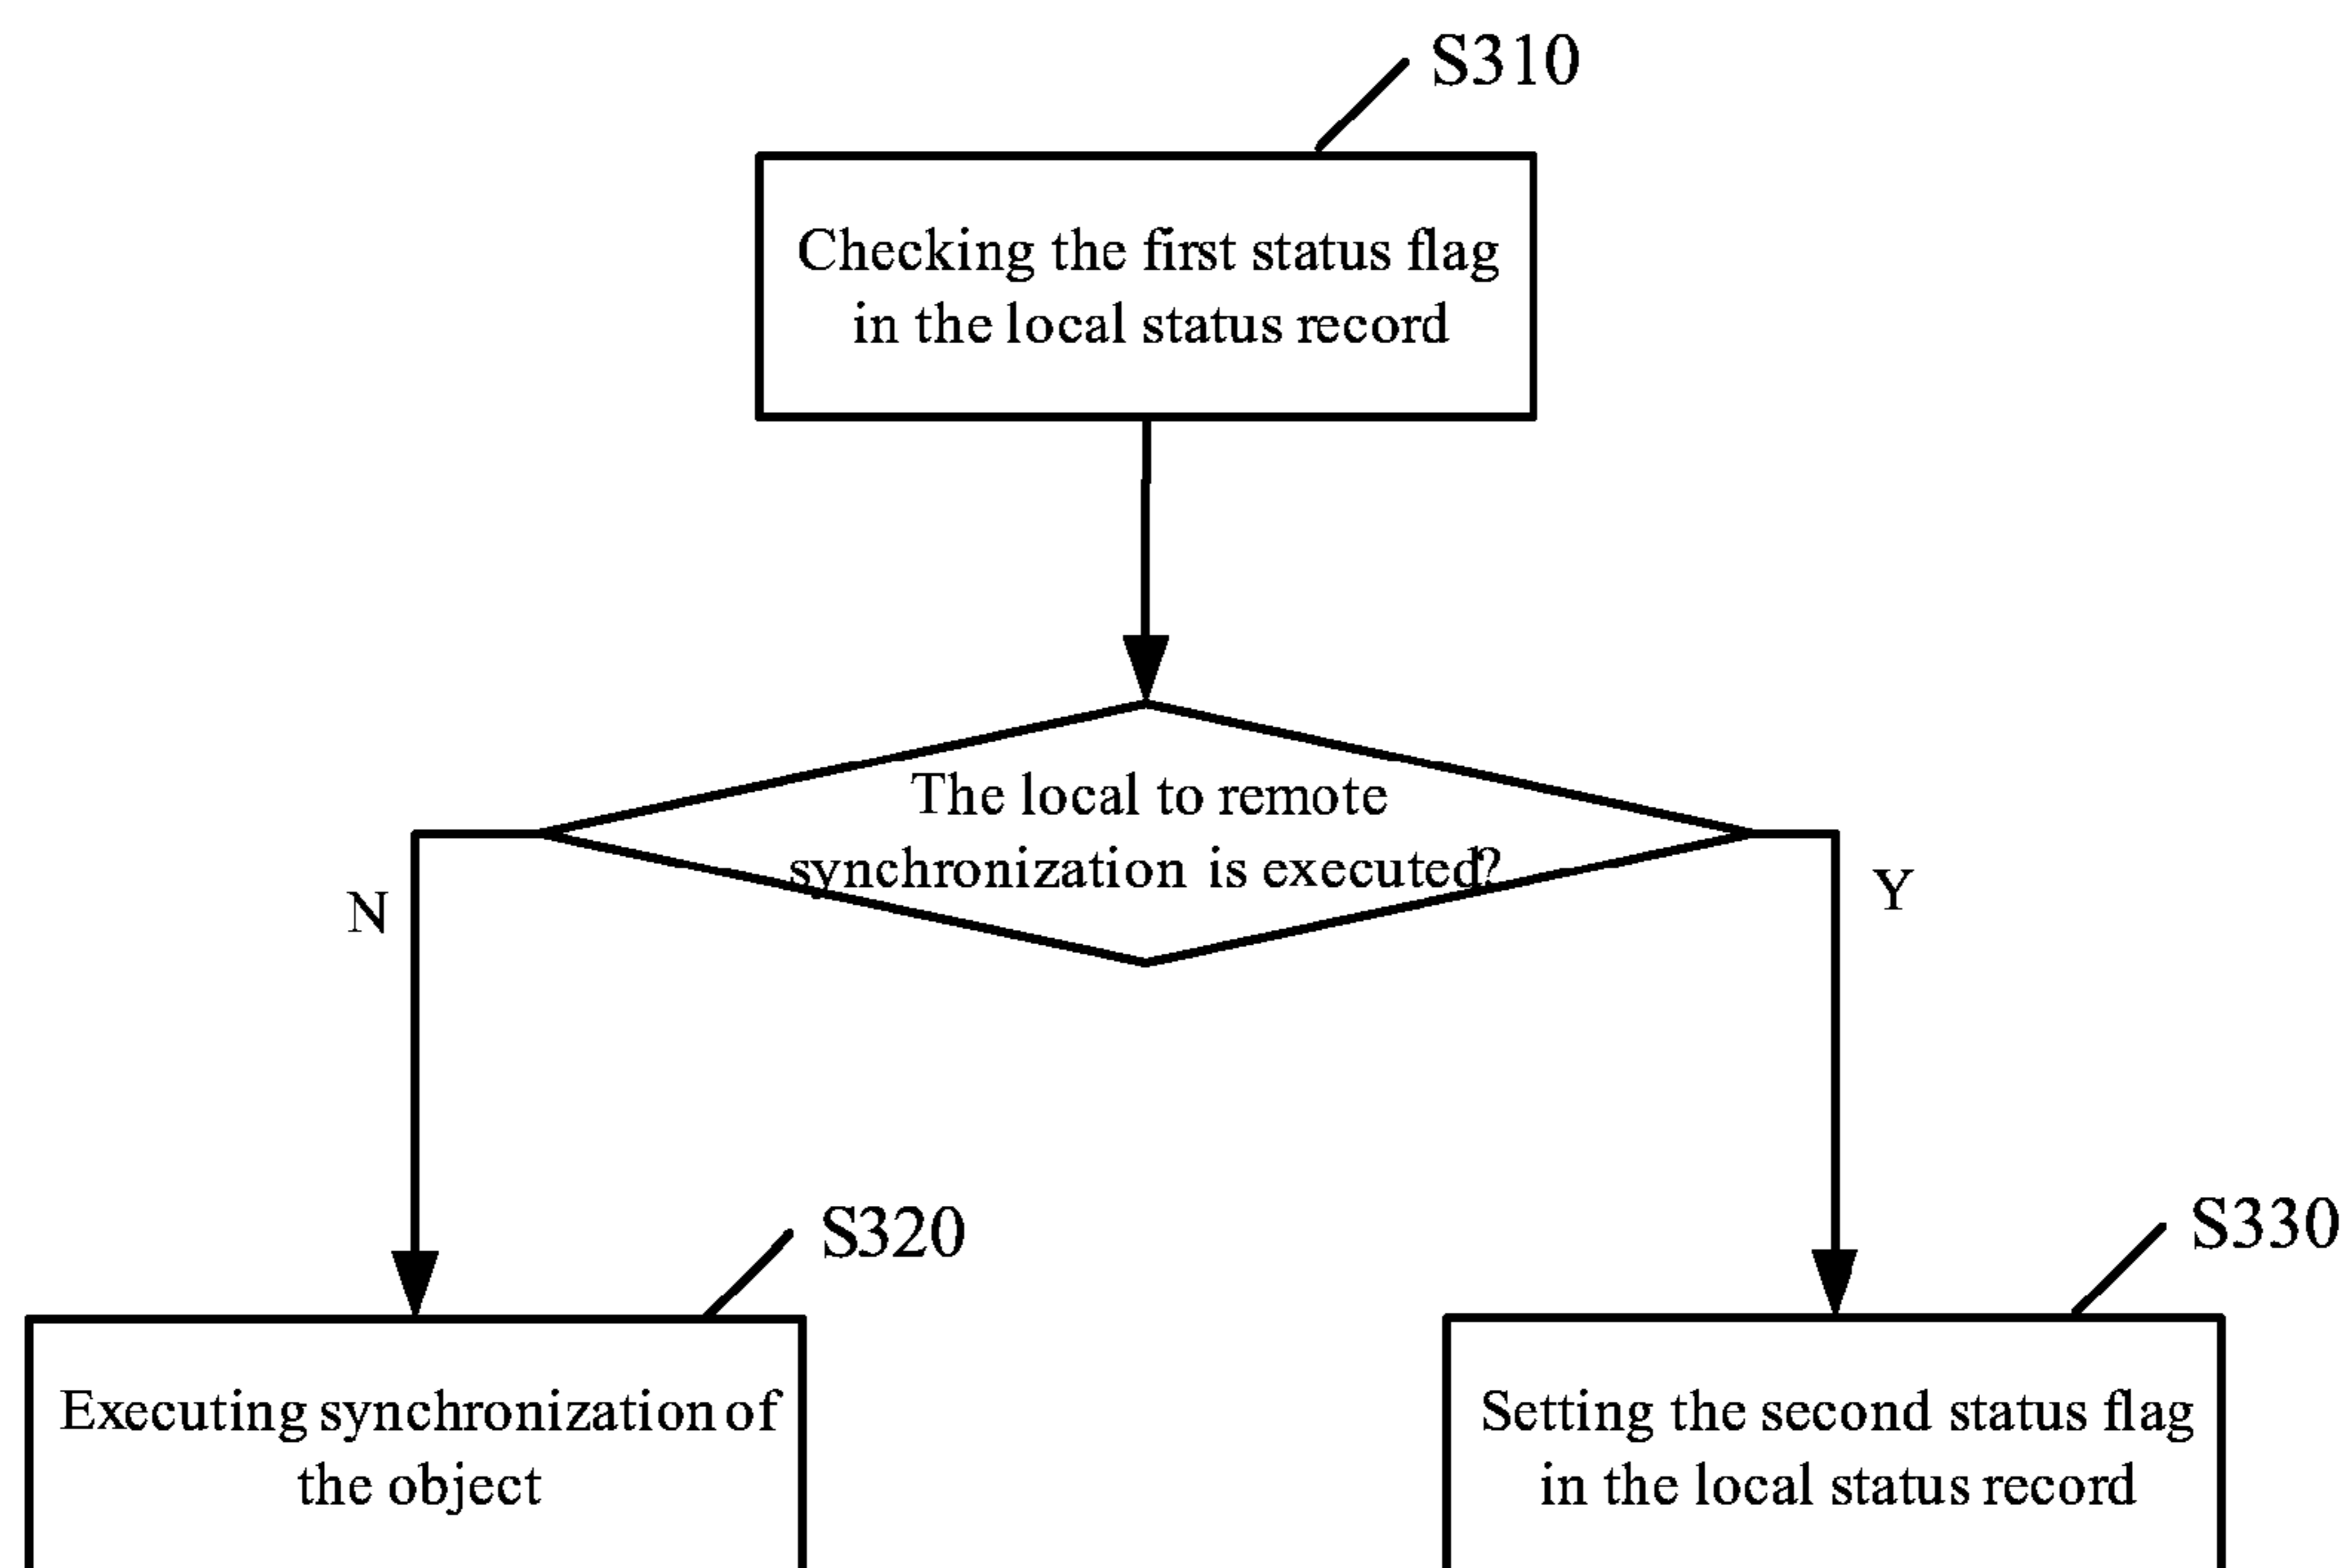 S310
Checking the first status flag
in the local status record
The local to remote
synchronization is executed?
N
Y
S320
S330
Executing synchronization of
the object
Setting the second status flag
in the local status record